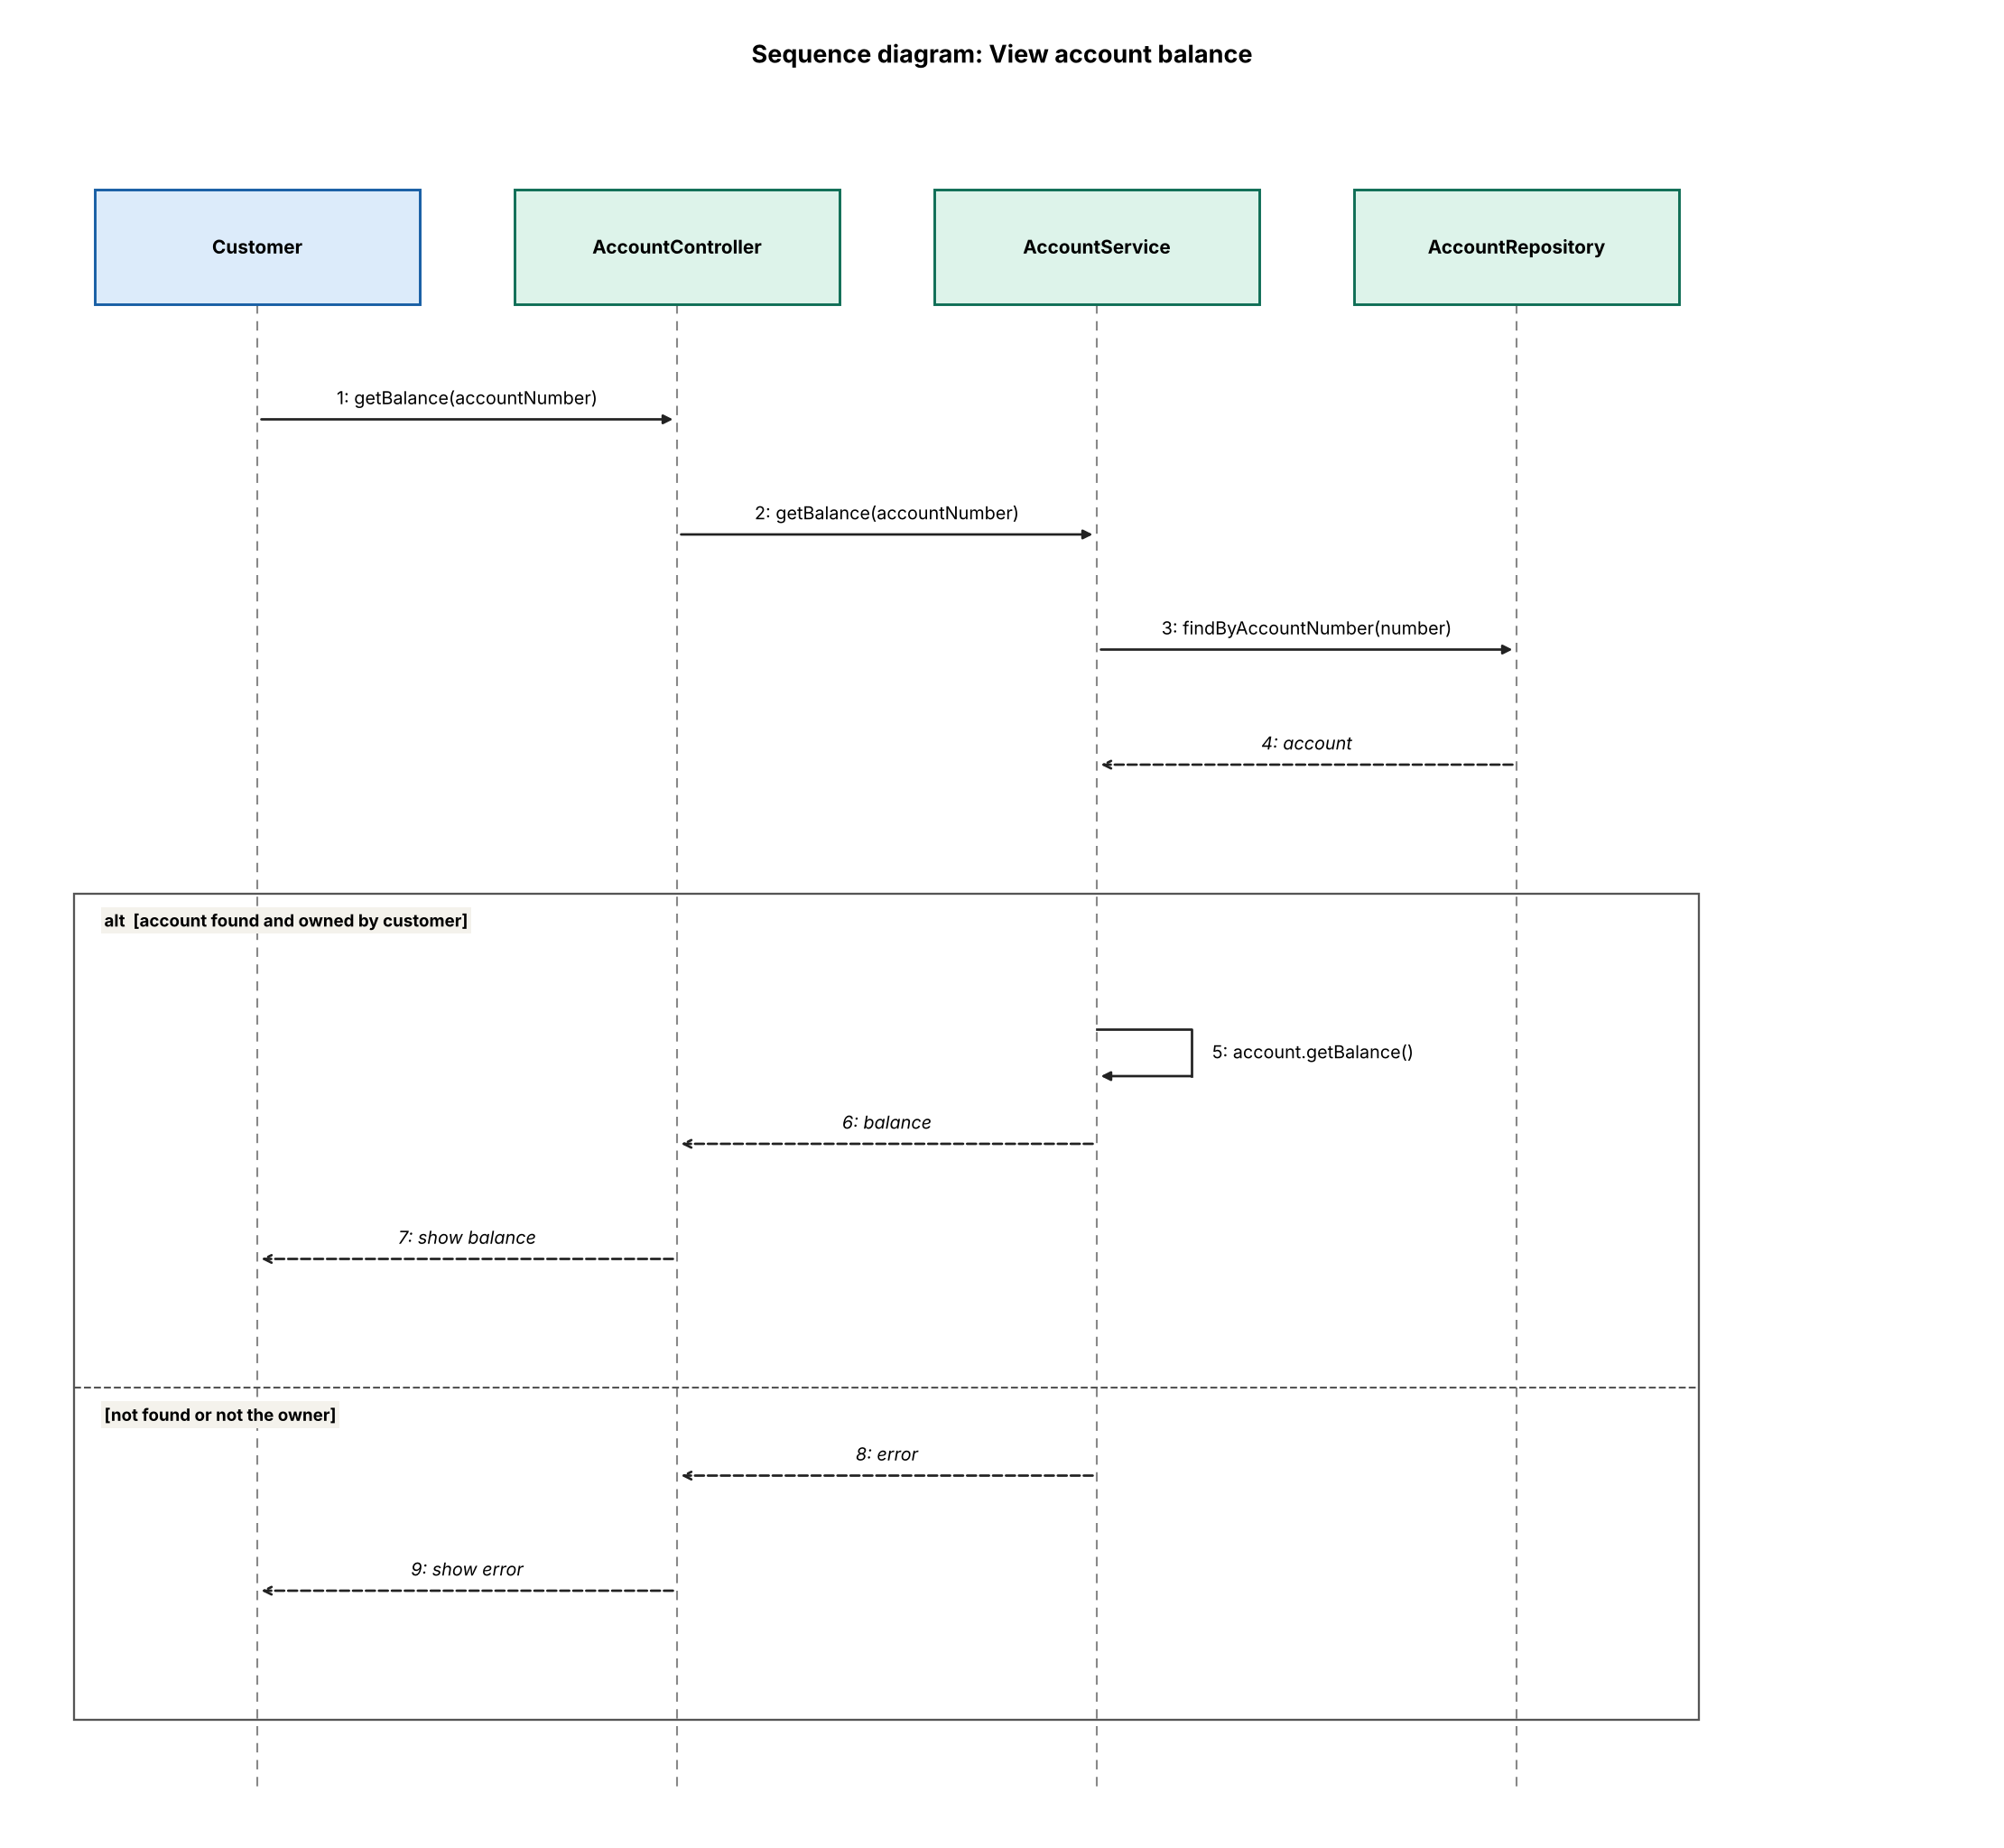 Sequence diagram: View account balance
Customer
AccountController
AccountService
AccountRepository
1: getBalance(accountNumber)
2: getBalance(accountNumber)
3: findByAccountNumber(number)
4: account
alt [account found and owned by customer]
5: account.getBalance()
6: balance
7: show balance
[not found or not the owner]
8: error
9: show error